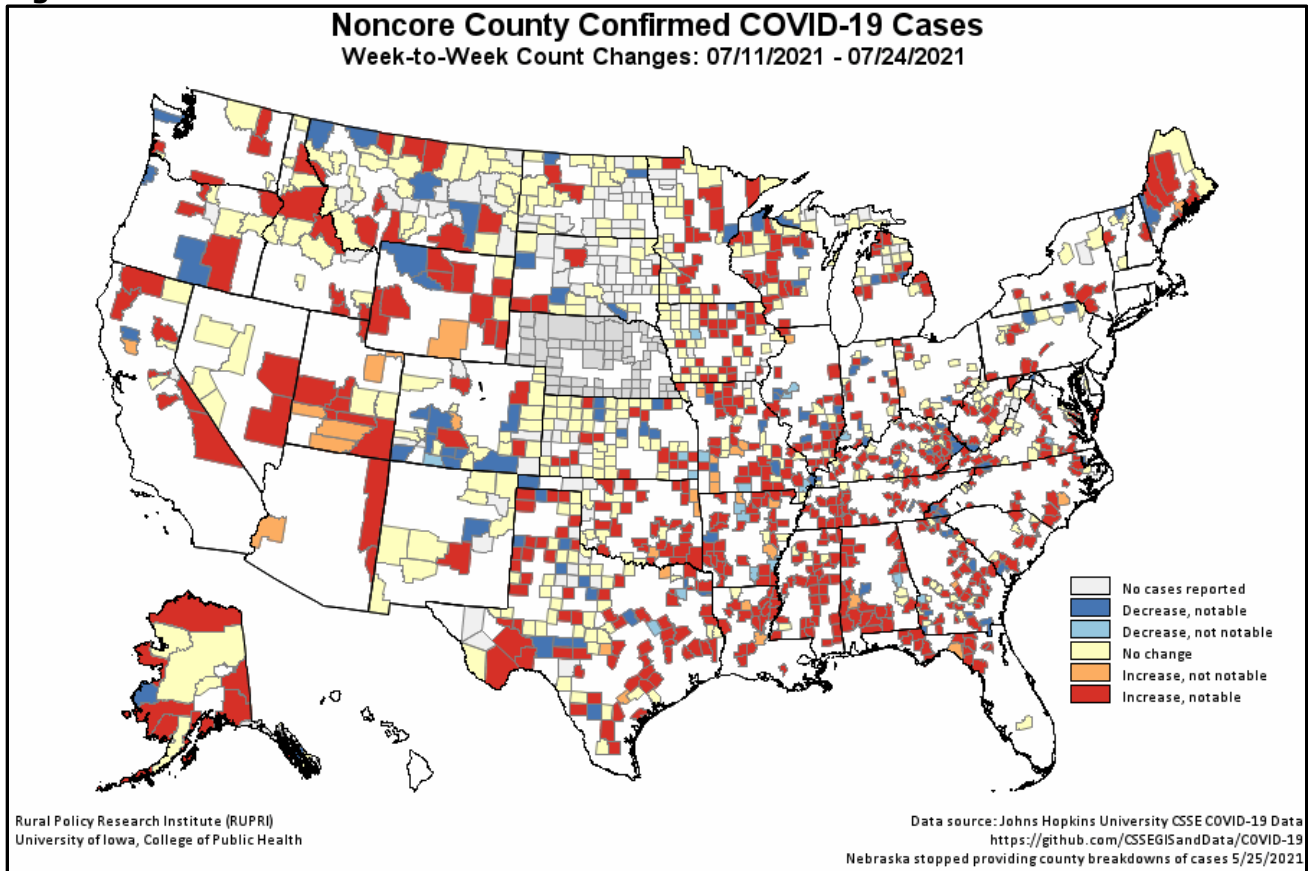 Noncore County Confirmed COVID-19 Cases
Week-to-Week Count Changes: 07/11/2021 - 07/24/2021
No cases reported
Decrease, notable
Decrease, not notable
No change
Increase, not notable
Increase, notable
Rural Policy Research Institute (RUPRI)
University of Iowa, College of Public Health
Data source: Johns Hopkins University CSSE COVID-19 Data
https://github.com/CSSEGISandData/COVID-19
Nebraska stopped providing county breakdowns of cases 5/25/2021